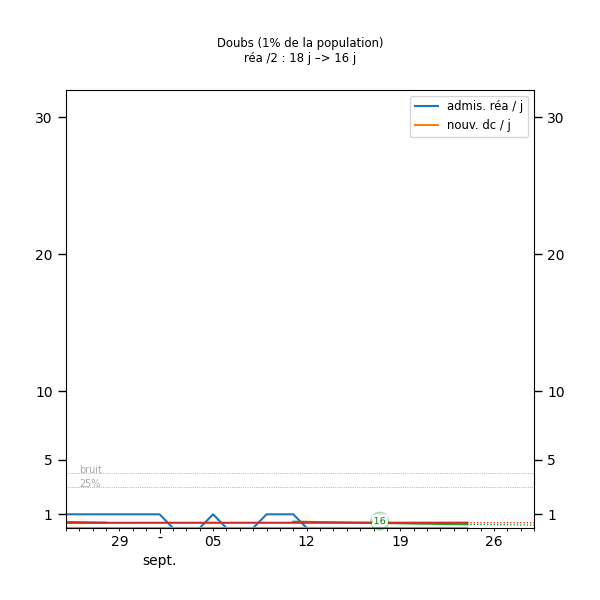 Doubs (1% de la population)
réa /2 : 18 j –> 16 j
admis. réa / j
nouv. dc / j
30 30
20 20
10 10
5 5
bruit
25%
1 16 1
29 - 05 12 19 26
sept.